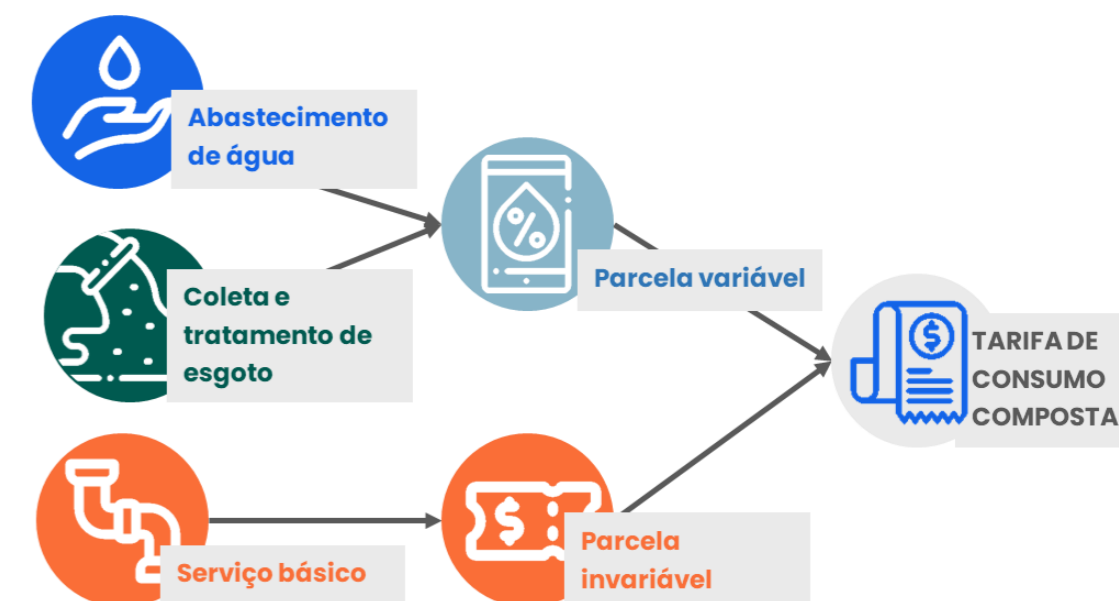 Abastecimento
de água
Coleta e
tratamento de
esgoto
Parcela variável
TARIFA DE
CONSUMO
COMPOSTA
Serviço básico
Parcela
invariável